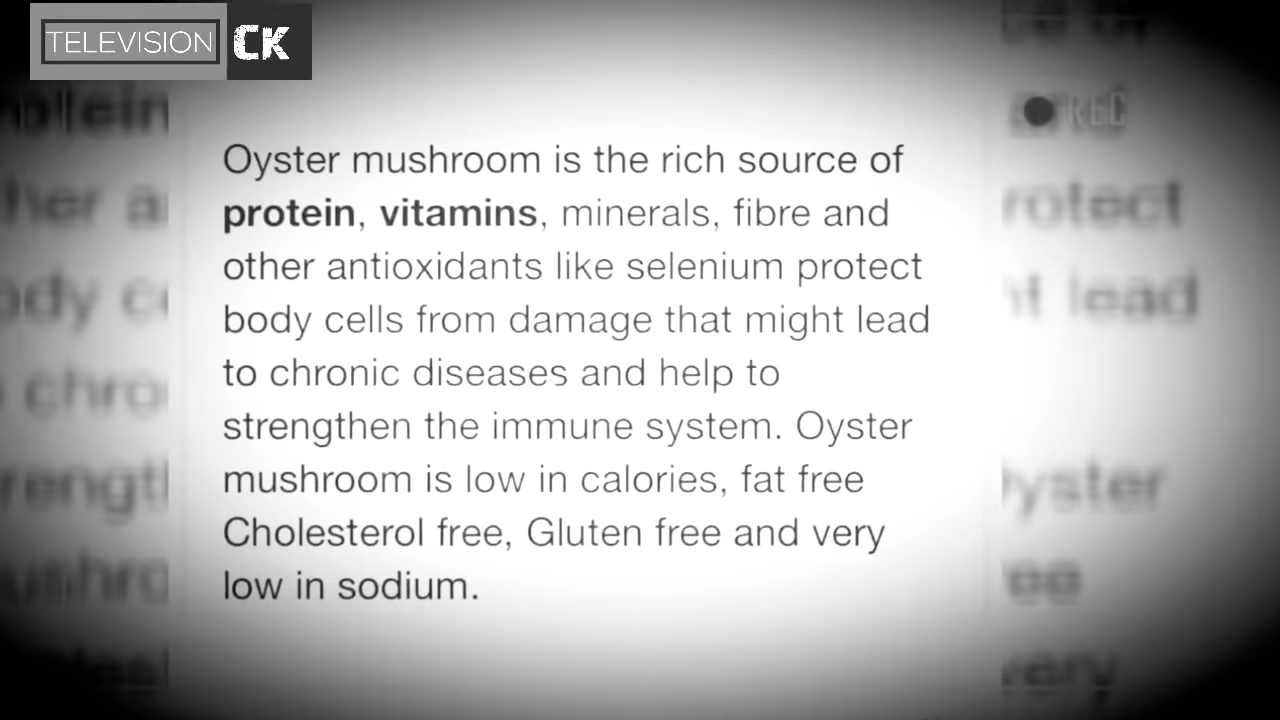 TELEVISION CK
REC
Oyster mushroom is the rich source of
protein, vitamins, minerals, fibre and
other antioxidants like selenium protect
body cells from damage that might lead
to chronic diseases and help to
strengthen the immune system. Oyster
mushroom is low in calories, fat free
Cholesterol free, Gluten free and very
low in sodium.